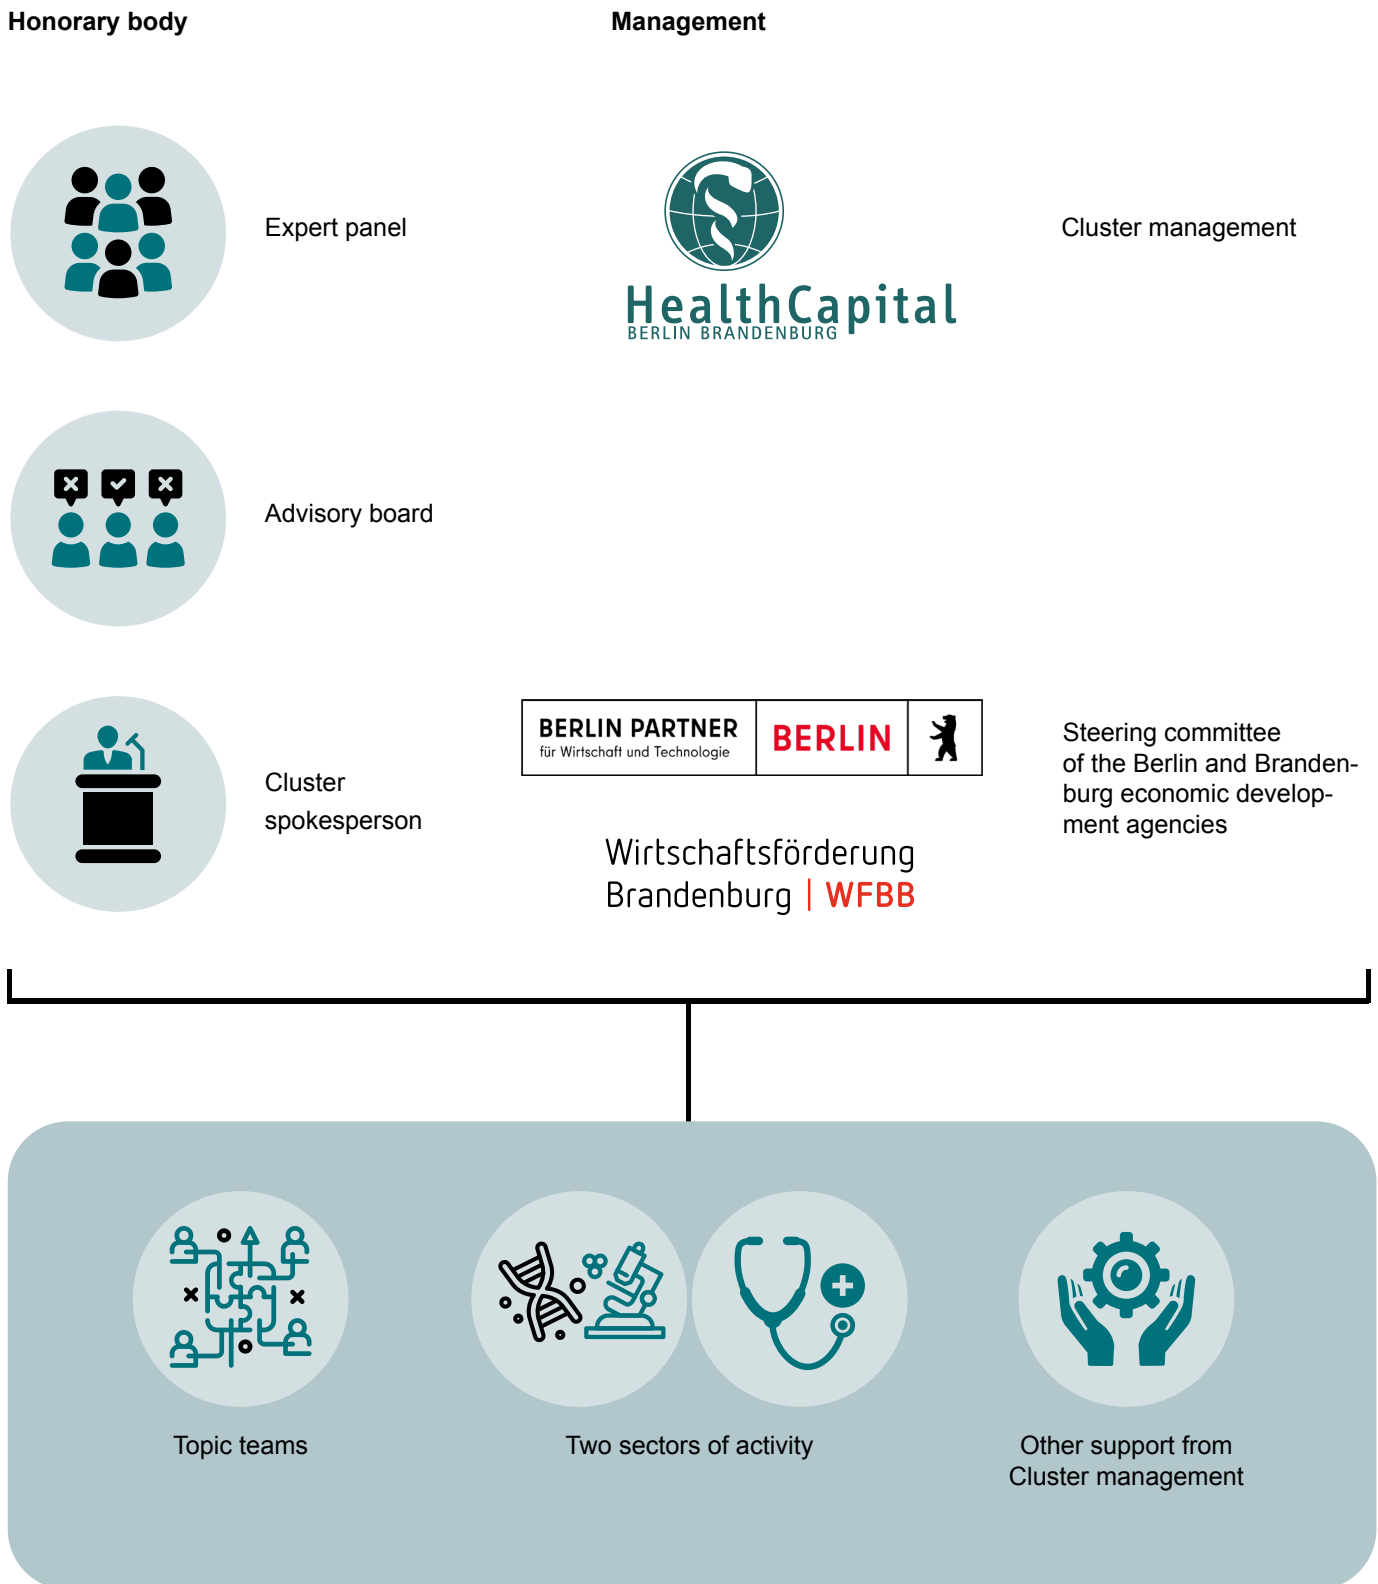 Honorary body
Management
Expert panel
HealthCapital
BERLIN BRANDENBURG
Cluster management
Advisory board
Cluster
spokesperson
BERLIN PARTNER
für Wirtschaft und Technologie
BERLIN
Wirtschaftsförderung
Brandenburg | WFBB
Steering committee
of the Berlin and Branden-
burg economic develop-
ment agencies
Topic teams
Two sectors of activity
Other support from
Cluster management